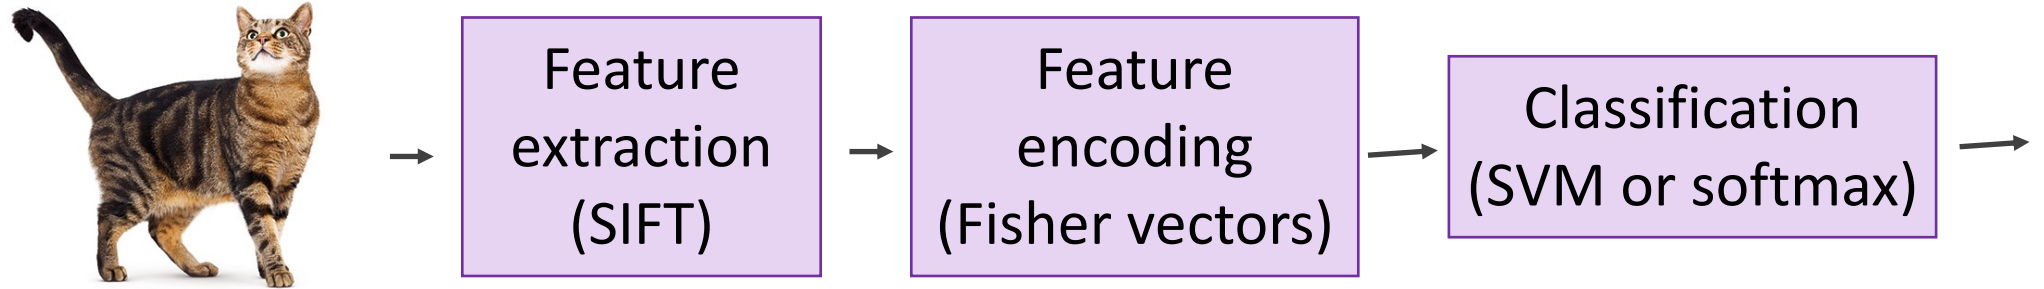 Feature
extraction
(SIFT)
Feature
encoding
(Fisher vectors)
Classification
(SVM or softmax)